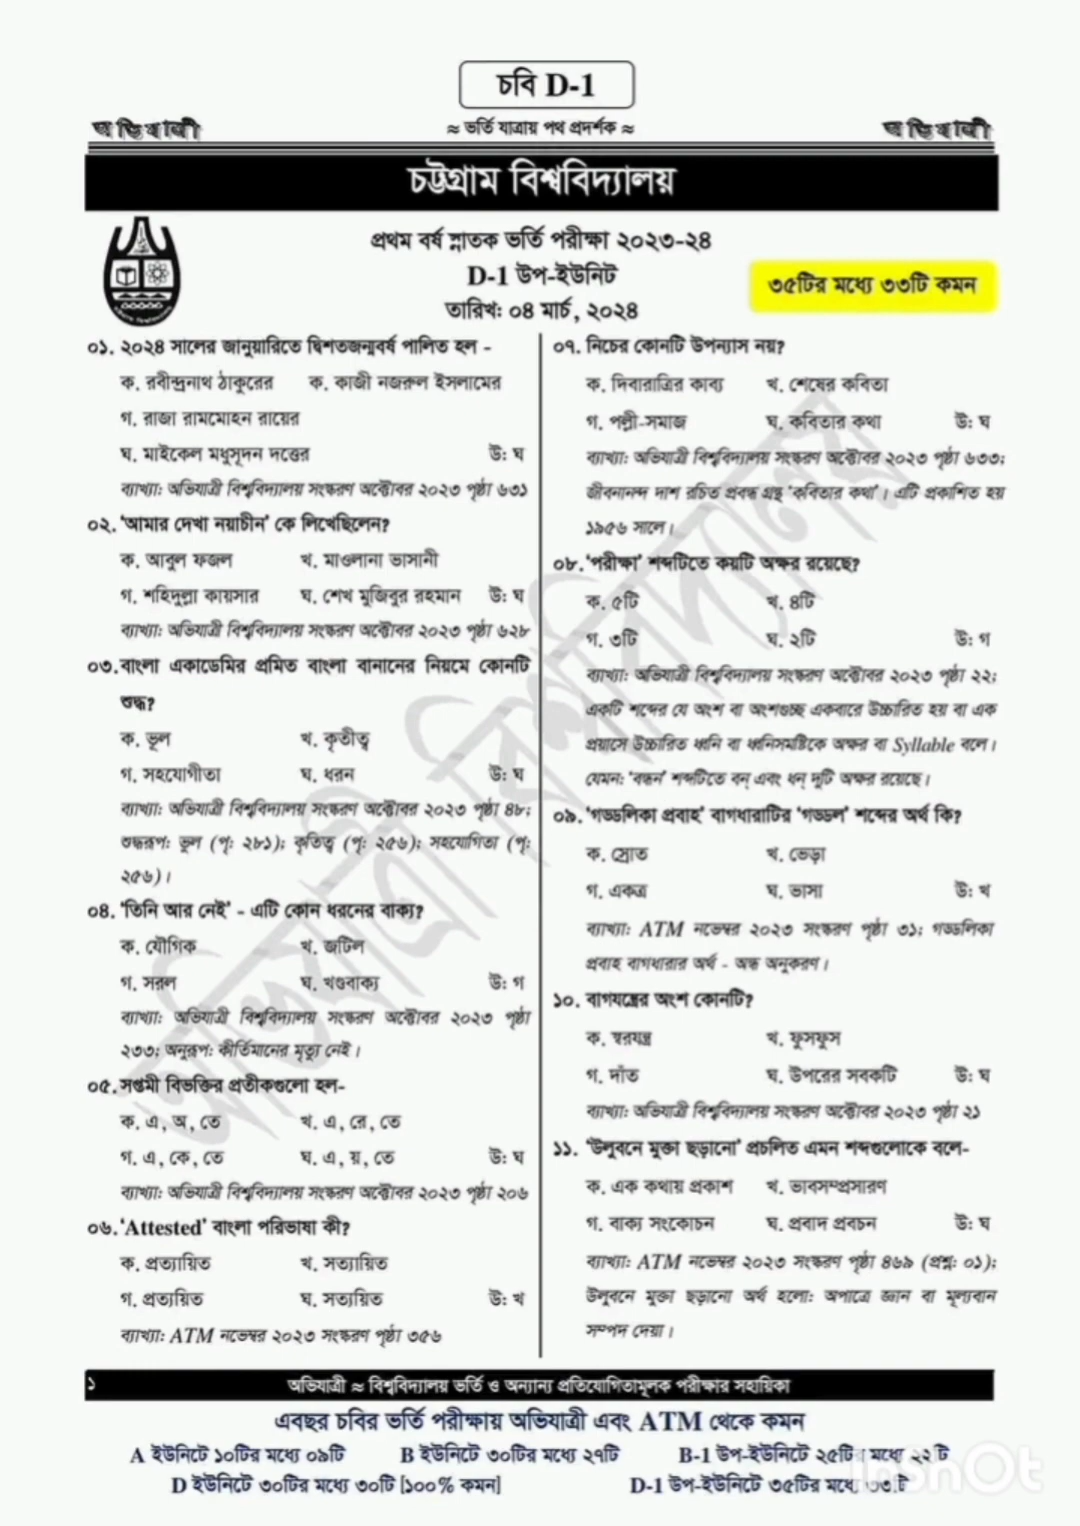 চবি D-1
অভিযাত্রী
≈ ভর্তি যাত্রায় পথ প্রদর্শক ≈
অভিযাত্রী
চট্টগ্রাম বিশ্ববিদ্যালয়
প্রথম বর্ষ স্নাতক ভর্তি পরীক্ষা ২০২৩-২৪
D-1 উপ-ইউনিট
তারিখ: ০৪ মার্চ, ২০২৪
৩৫টির মধ্যে ৩৩টি কমন
০১. ২০২৪ সালের জানুয়ারিতে দ্বিশতজন্মবর্ষ পালিত হল -
ক. রবীন্দ্রনাথ ঠাকুরের ক. কাজী নজরুল ইসলামের
গ. রাজা রামমোহন রায়ের
ঘ. মাইকেল মধুসূদন দত্তের উ: ঘ
ব্যাখ্যা: অভিযাত্রী বিশ্ববিদ্যালয় সংস্করণ অক্টোবর ২০২৩ পৃষ্ঠা ৬৩১
০২. ‘আমার দেখা নয়াচীন’ কে লিখেছিলেন?
ক. আবুল ফজল খ. মাওলানা ভাসানী
গ. শহিদুল্লা কায়সার ঘ. শেখ মুজিবুর রহমান উ: ঘ
ব্যাখ্যা: অভিযাত্রী বিশ্ববিদ্যালয় সংস্করণ অক্টোবর ২০২৩ পৃষ্ঠা ৬২৮
০৩. বাংলা একাডেমির প্রমিত বাংলা বানানের নিয়মে কোনটি
শুদ্ধ?
ক. ভূল খ. কৃতীত্ব
গ. সহযোগীতা ঘ. ধরন উ: ঘ
ব্যাখ্যা: অভিযাত্রী বিশ্ববিদ্যালয় সংস্করণ অক্টোবর ২০২৩ পৃষ্ঠা ৪৮;
শুদ্ধরূপ: ভুল (পৃ: ২৮১); কৃতিত্ব (পৃ: ২৫৬); সহযোগিতা (পৃ:
২৫৬)।
০৪. ‘তিনি আর নেই’ - এটি কোন ধরনের বাক্য?
ক. যৌগিক খ. জটিল
গ. সরল ঘ. খণ্ডবাক্য উ: গ
ব্যাখ্যা: অভিযাত্রী বিশ্ববিদ্যালয় সংস্করণ অক্টোবর ২০২৩ পৃষ্ঠা
২৩৩; অনুরূপ: কীর্তিমানের মৃত্যু নেই।
০৫. সপ্তমী বিভক্তির প্রতীকগুলো হল-
ক. এ, অ, তে খ. এ, রে, তে
গ. এ, কে, তে ঘ. এ, য়, তে উ: ঘ
ব্যাখ্যা: অভিযাত্রী বিশ্ববিদ্যালয় সংস্করণ অক্টোবর ২০২৩ পৃষ্ঠা ২০৬
০৬. ‘Attested’ বাংলা পরিভাষা কী?
ক. প্রত্যায়িত খ. সত্যায়িত
গ. প্রত্যয়িত ঘ. সত্যয়িত উ: খ
ব্যাখ্যা: ATM নভেম্বর ২০২৩ সংস্করণ পৃষ্ঠা ৩৫৬
০৭. নিচের কোনটি উপন্যাস নয়?
ক. দিবারাত্রির কাব্য খ. শেষের কবিতা
গ. পল্লী-সমাজ ঘ. কবিতার কথা উ: ঘ
ব্যাখ্যা: অভিযাত্রী বিশ্ববিদ্যালয় সংস্করণ অক্টোবর ২০২৩ পৃষ্ঠা ৬৩৩;
জীবনানন্দ দাশ রচিত প্রবন্ধ গ্রন্থ ‘কবিতার কথা’। এটি প্রকাশিত হয়
১৯৫৬ সালে।
০৮. ‘পরীক্ষা’ শব্দটিতে কয়টি অক্ষর রয়েছে?
ক. ৫টি খ. ৪টি
গ. ৩টি ঘ. ২টি উ: গ
ব্যাখ্যা: অভিযাত্রী বিশ্ববিদ্যালয় সংস্করণ অক্টোবর ২০২৩ পৃষ্ঠা ২২;
একটি শব্দের যে অংশ বা অংশগুচ্ছ একবারে উচ্চারিত হয় বা এক
প্রয়াসে উচ্চারিত ধ্বনি বা ধ্বনিসমষ্টিকে অক্ষর বা Syllable বলে।
যেমন: ‘বন্ধন’ শব্দটিতে বন্ এবং ধন্ দুটি অক্ষর রয়েছে।
০৯. ‘গড্ডলিকা প্রবাহ’ বাগধারাটির ‘গড্ডল’ শব্দের অর্থ কি?
ক. স্রোত খ. ভেড়া
গ. একত্র ঘ. ভাসা উ: খ
ব্যাখ্যা: ATM নভেম্বর ২০২৩ সংস্করণ পৃষ্ঠা ৩১; গড্ডলিকা
প্রবাহ বাগধারার অর্থ - অন্ধ অনুকরণ।
১০. বাগযন্ত্রের অংশ কোনটি?
ক. স্বরযন্ত্র খ. ফুসফুস
গ. দাঁত ঘ. উপরের সবকটি উ: ঘ
ব্যাখ্যা: অভিযাত্রী বিশ্ববিদ্যালয় সংস্করণ অক্টোবর ২০২৩ পৃষ্ঠা ২১
১১. ‘উলুবনে মুক্তা ছড়ানো’ প্রচলিত এমন শব্দগুলোকে বলে-
ক. এক কথায় প্রকাশ খ. ভাবসম্প্রসারণ
গ. বাক্য সংকোচন ঘ. প্রবাদ প্রবচন উ: ঘ
ব্যাখ্যা: ATM নভেম্বর ২০২৩ সংস্করণ পৃষ্ঠা ৪৬৯ (প্রশ্ন: ০১);
উলুবনে মুক্তা ছড়ানো অর্থ হলো: অপাত্রে জ্ঞান বা মূল্যবান
সম্পদ দেয়া।
অভিযাত্রী বিশ্ববিদ্যালয়
১ অভিযাত্রী ≈ বিশ্ববিদ্যালয় ভর্তি ও অন্যান্য প্রতিযোগিতামূলক পরীক্ষার সহায়িকা
এবছর চবির ভর্তি পরীক্ষায় অভিযাত্রী এবং ATM থেকে কমন
A ইউনিটে ১০টির মধ্যে ০৯টি B ইউনিটে ৩০টির মধ্যে ২৭টি B-1 উপ-ইউনিটে ২৫টির মধ্যে ২২টি
D ইউনিটে ৩০টির মধ্যে ৩০টি [১০০% কমন] D-1 উপ-ইউনিটে ৩৫টির মধ্যে ৩৩টি
InShOt